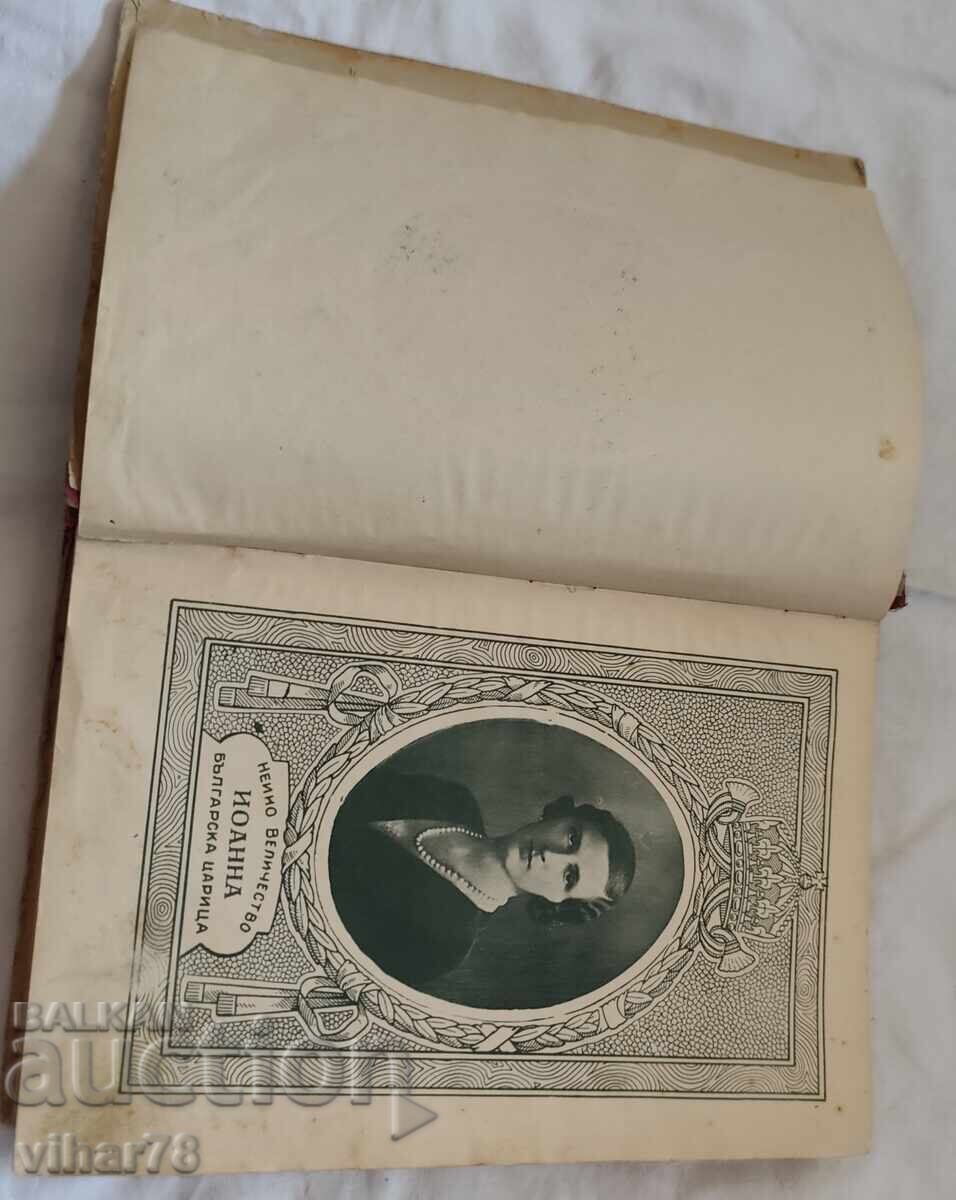 НЕЙНО ВЕЛИЧЕСТВО
ИОАННА
БЪЛГАРСКА ЦАРИЦА
BALKAN
auction
vihar78